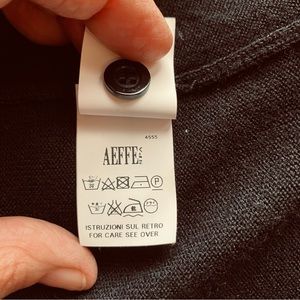 4555
AEFFE
ISTRUZIONI SUL RETRO
FOR CARE SEE OVER